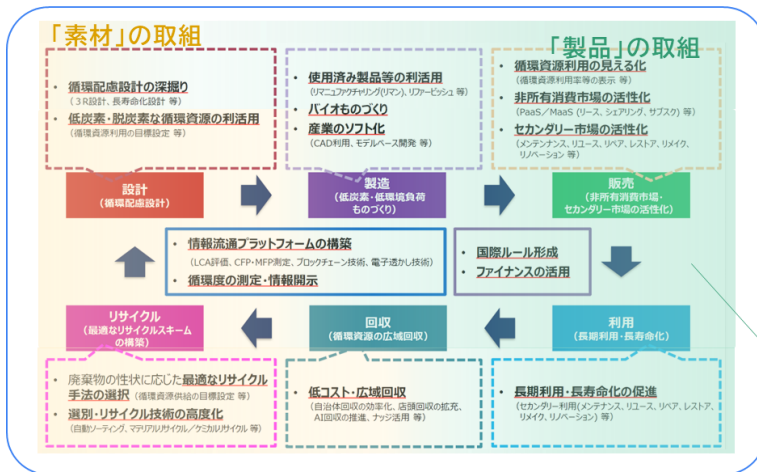 「素材」の取組
「製品」の取組
・ 循環配慮設計の深掘り
（３R設計、長寿命化設計 等）
・ 低炭素・脱炭素な循環資源の利活用
（循環資源利用の目標設定 等）
・ 使用済み製品等の利活用
（リマニュファクチャリング(リマン)、リファービッシュ 等）
・ バイオものづくり
・ 産業のソフト化
（CAD利用、モデルベース開発 等）
・ 循環資源利用の見える化
（循環資源利用率等の表示 等）
・ 非所有消費市場の活性化
（PaaS／MaaS（リース、シェアリング、サブスク）等）
・ セカンダリー市場の活性化
（メンテナンス、リユース、リペア、レストア、リメイク、
リノベーション 等）
設計
（循環配慮設計）
製造
（低炭素・低環境負荷
ものづくり）
販売
（非所有消費市場・
セカンダリー市場の活性化）
・ 情報流通プラットフォームの構築
（LCA評価、CFP・MFP測定、ブロックチェーン技術、電子透かし技術）
・ 循環度の測定・情報開示
・ 国際ルール形成
・ ファイナンスの活用
リサイクル
（最適なリサイクルスキーム
の構築）
回収
（循環資源の広域回収）
利用
（長期利用・長寿命化）
・ 廃棄物の性状に応じた最適なリサイクル
手法の選択（循環資源供給の目標設定 等）
・ 選別・リサイクル技術の高度化
（自動ソーティング、マテリアルリサイクル／ケミカルリサイクル 等）
・ 低コスト・広域回収
（自治体回収の効率化、店頭回収の拡充、
AI回収の推進、ナッジ活用 等）
・ 長期利用・長寿命化の促進
（セカンダリー利用(メンテナンス、リユース、リペア、レストア、
リメイク、リノベーション) 等）